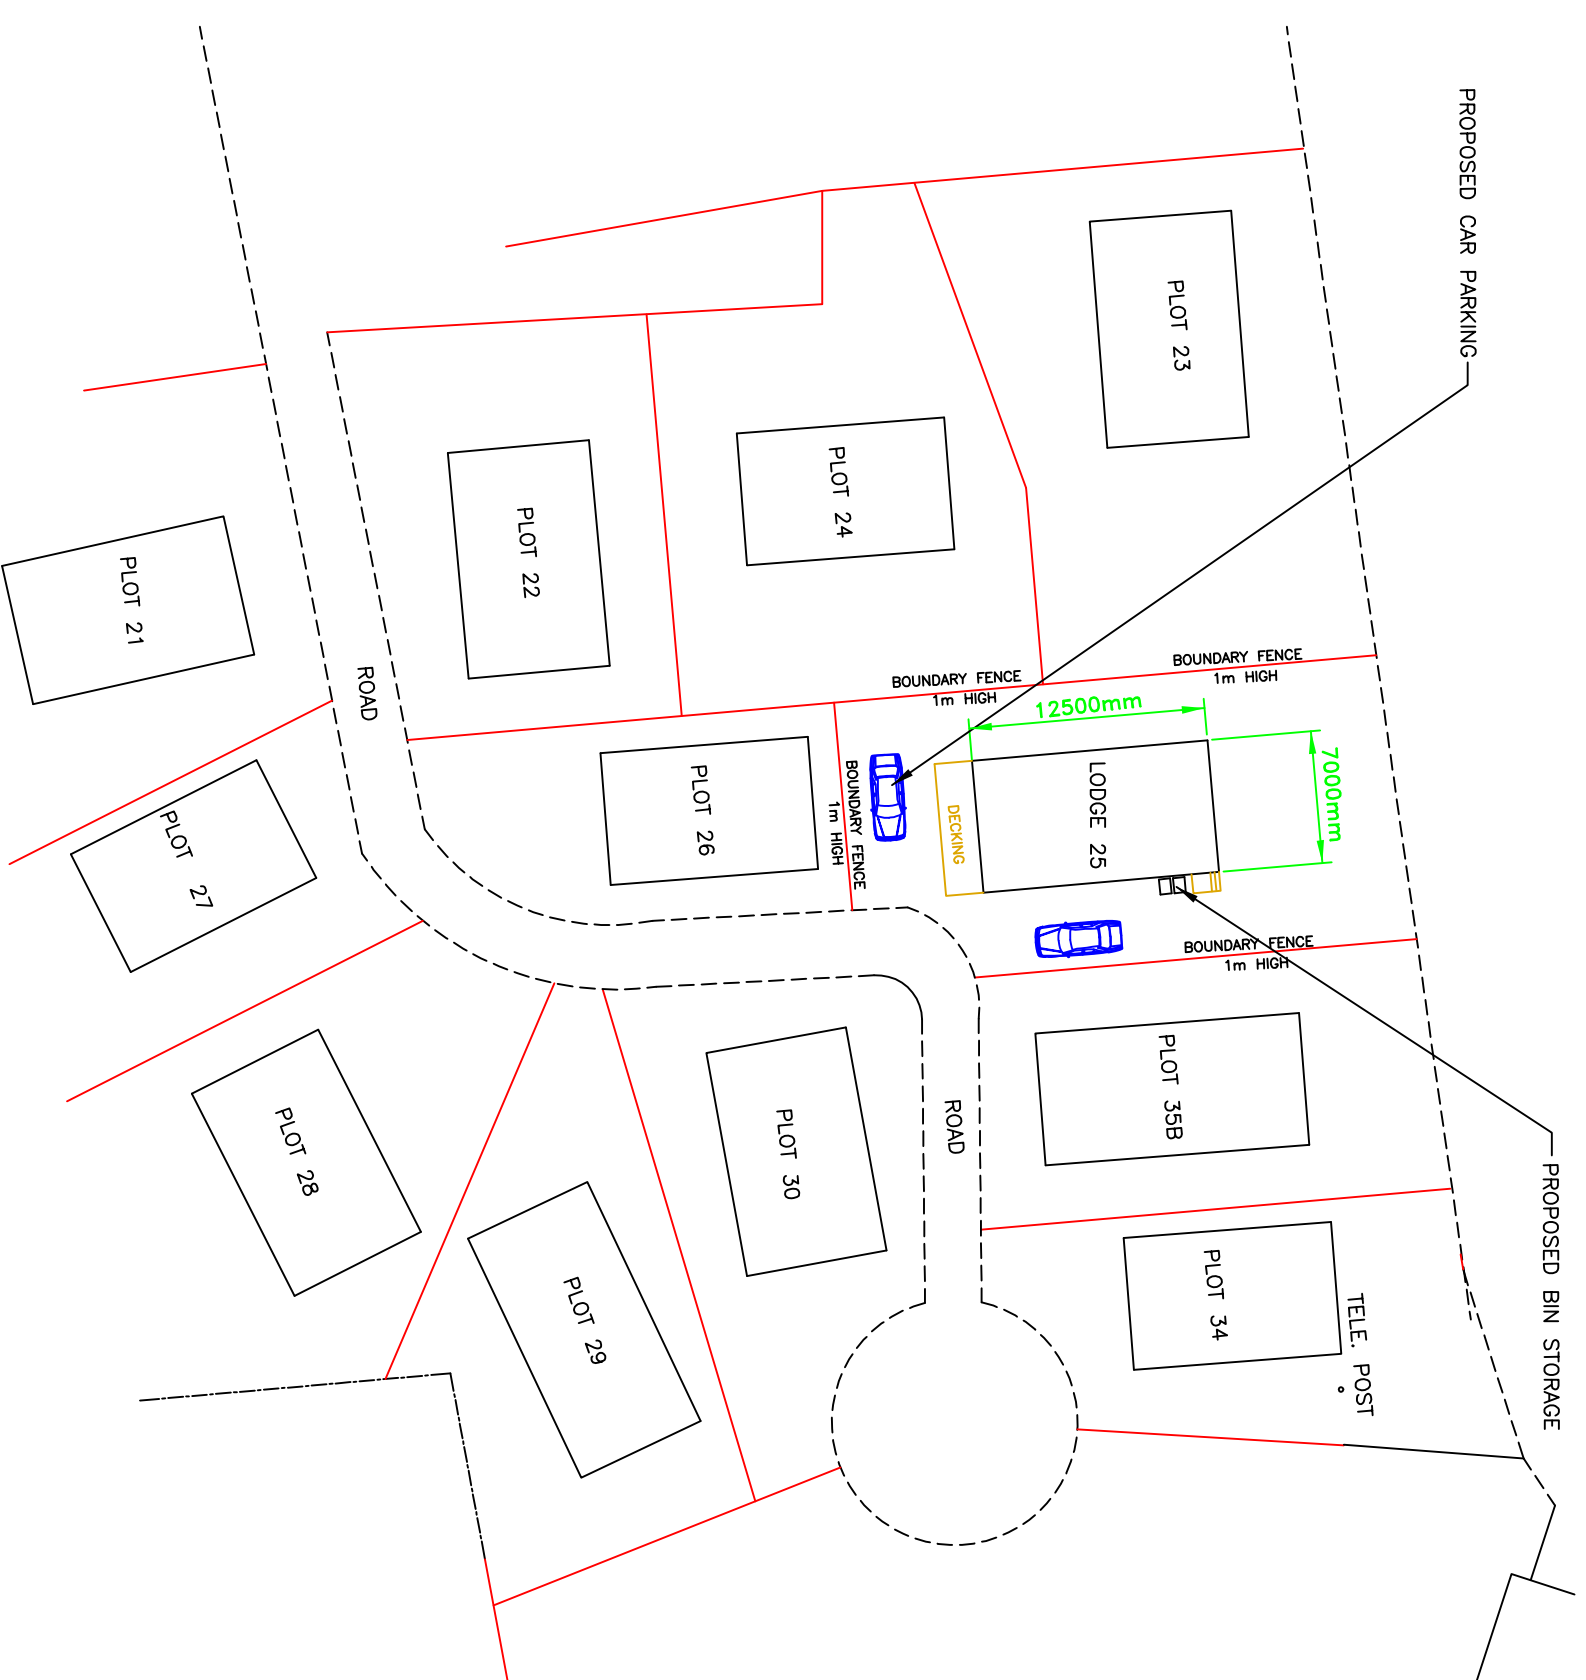 PROPOSED CAR PARKING
PLOT 23
PLOT 24
PLOT 22
PLOT 21
ROAD
BOUNDARY FENCE
1m HIGH
BOUNDARY FENCE
1m HIGH
12500mm
7000mm
LODGE 25
DECKING
BOUNDARY FENCE
1m HIGH
PLOT 26
PLOT 27
BOUNDARY FENCE
1m HIGH
PLOT 35B
ROAD
PLOT 30
PLOT 28
PLOT 29
PLOT 34
TELE. POST
PROPOSED BIN STORAGE